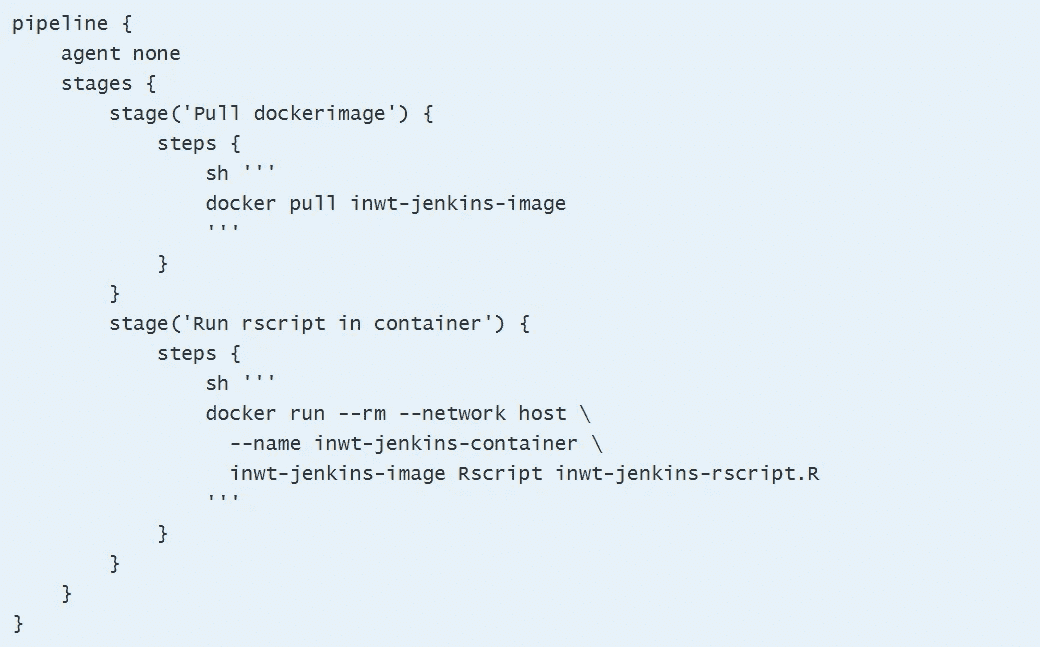 pipeline {
    agent none
    stages {
        stage('Pull dockerimage') {
            steps {
                sh '''
                docker pull inwt-jenkins-image
                '''
            }
        }
        stage('Run rscript in container') {
            steps {
                sh '''
                docker run --rm --network host \
                  --name inwt-jenkins-container \
                  inwt-jenkins-image Rscript inwt-jenkins-rscript.R
                '''
            }
        }
    }
}